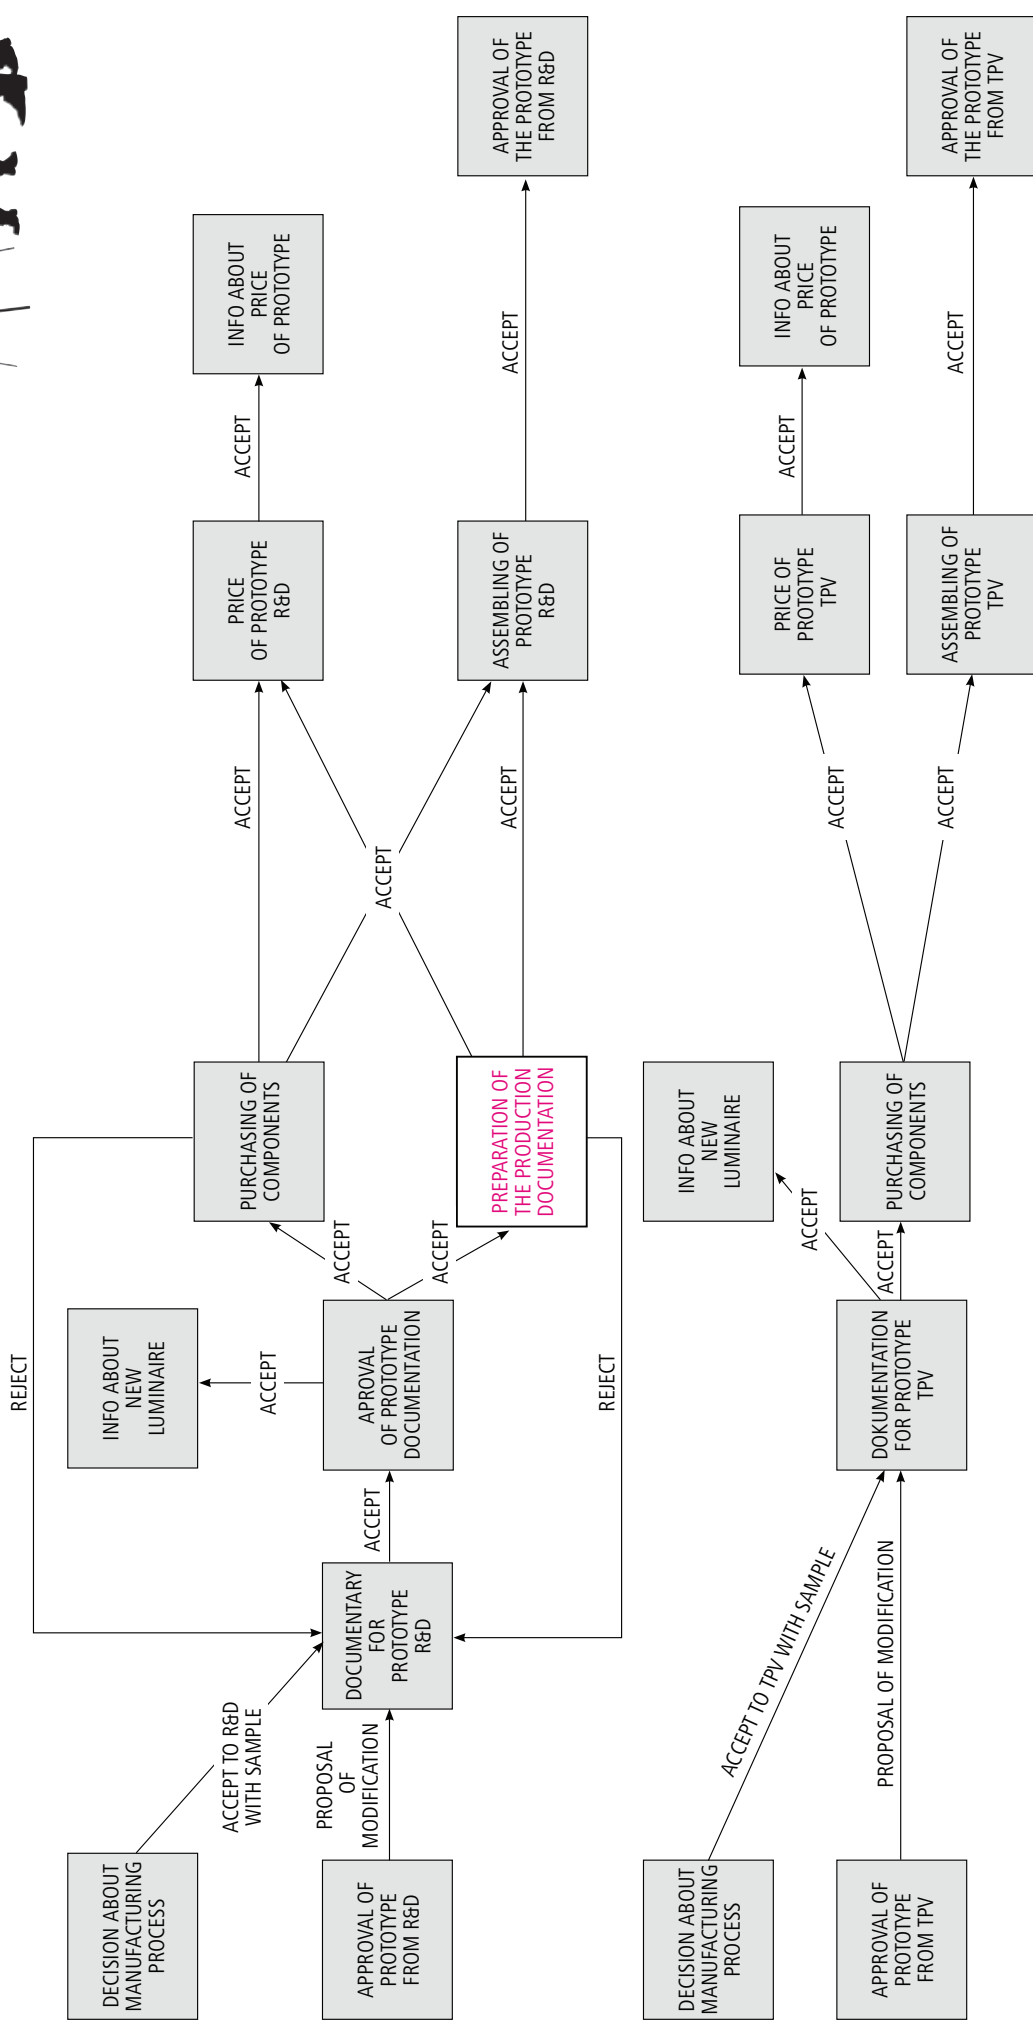 REJECT
INFO ABOUT
NEW
LUMINAIRE
DECISION ABOUT
MANUFACTURING
PROCESS
ACCEPT TO R&D
WITH SAMPLE
ACCEPT
PURCHASING OF
COMPONENTS
ACCEPT
ACCEPT
PRICE
OF PROTOTYPE
R&D
ACCEPT
INFO ABOUT
PRICE
OF PROTOTYPE
APPROVAL OF
PROTOTYPE
FROM R&D
PROPOSAL
OF
MODIFICATION
DOCUMENTARY
FOR
PROTOTYPE
R&D
ACCEPT
APROVAL
OF PROTOTYPE
DOCUMENTATION
ACCEPT
ACCEPT
PREPARATION OF
THE PRODUCTION
DOCUMENTATION
ACCEPT
ASSEMBLING OF
PROTOTYPE
R&D
ACCEPT
APPROVAL OF
THE PROTOTYPE
FROM R&D
REJECT
DECISION ABOUT
MANUFACTURING
PROCESS
ACCEPT TO TPV WITH SAMPLE
INFO ABOUT
NEW
LUMINAIRE
ACCEPT
PRICE OF
PROTOTYPE
TPV
ACCEPT
INFO ABOUT
PRICE
OF PROTOTYPE
APPROVAL OF
PROTOTYPE
FROM TPV
PROPOSAL OF MODIFICATION
DOKUMENTATION
FOR PROTOTYPE
TPV
ACCEPT
PURCHASING OF
COMPONENTS
ACCEPT
ACCEPT
ASSEMBLING OF
PROTOTYPE
TPV
ACCEPT
APPROVAL OF
THE PROTOTYPE
FROM TPV